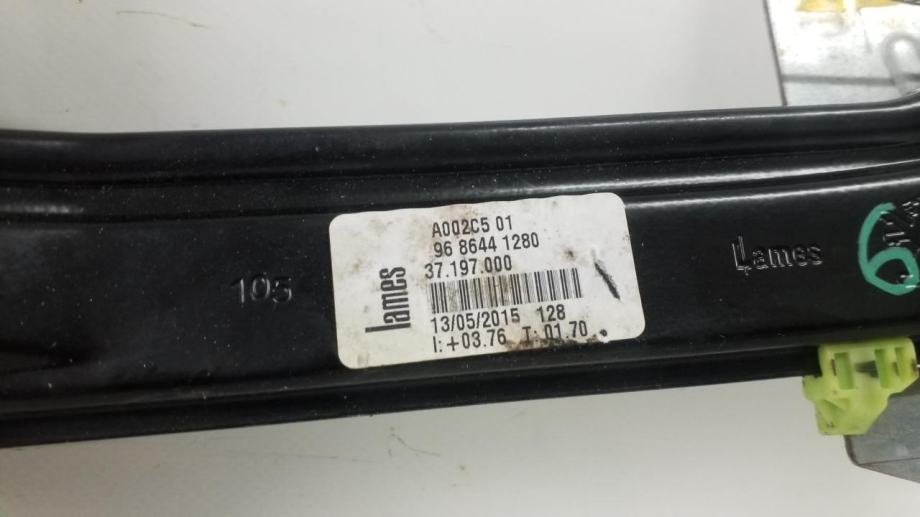 A002C5 01
96 8644 1280
37.197.000
lames
13/05/2015 128
I: +03.76 T: 01.70
105
Lames
6